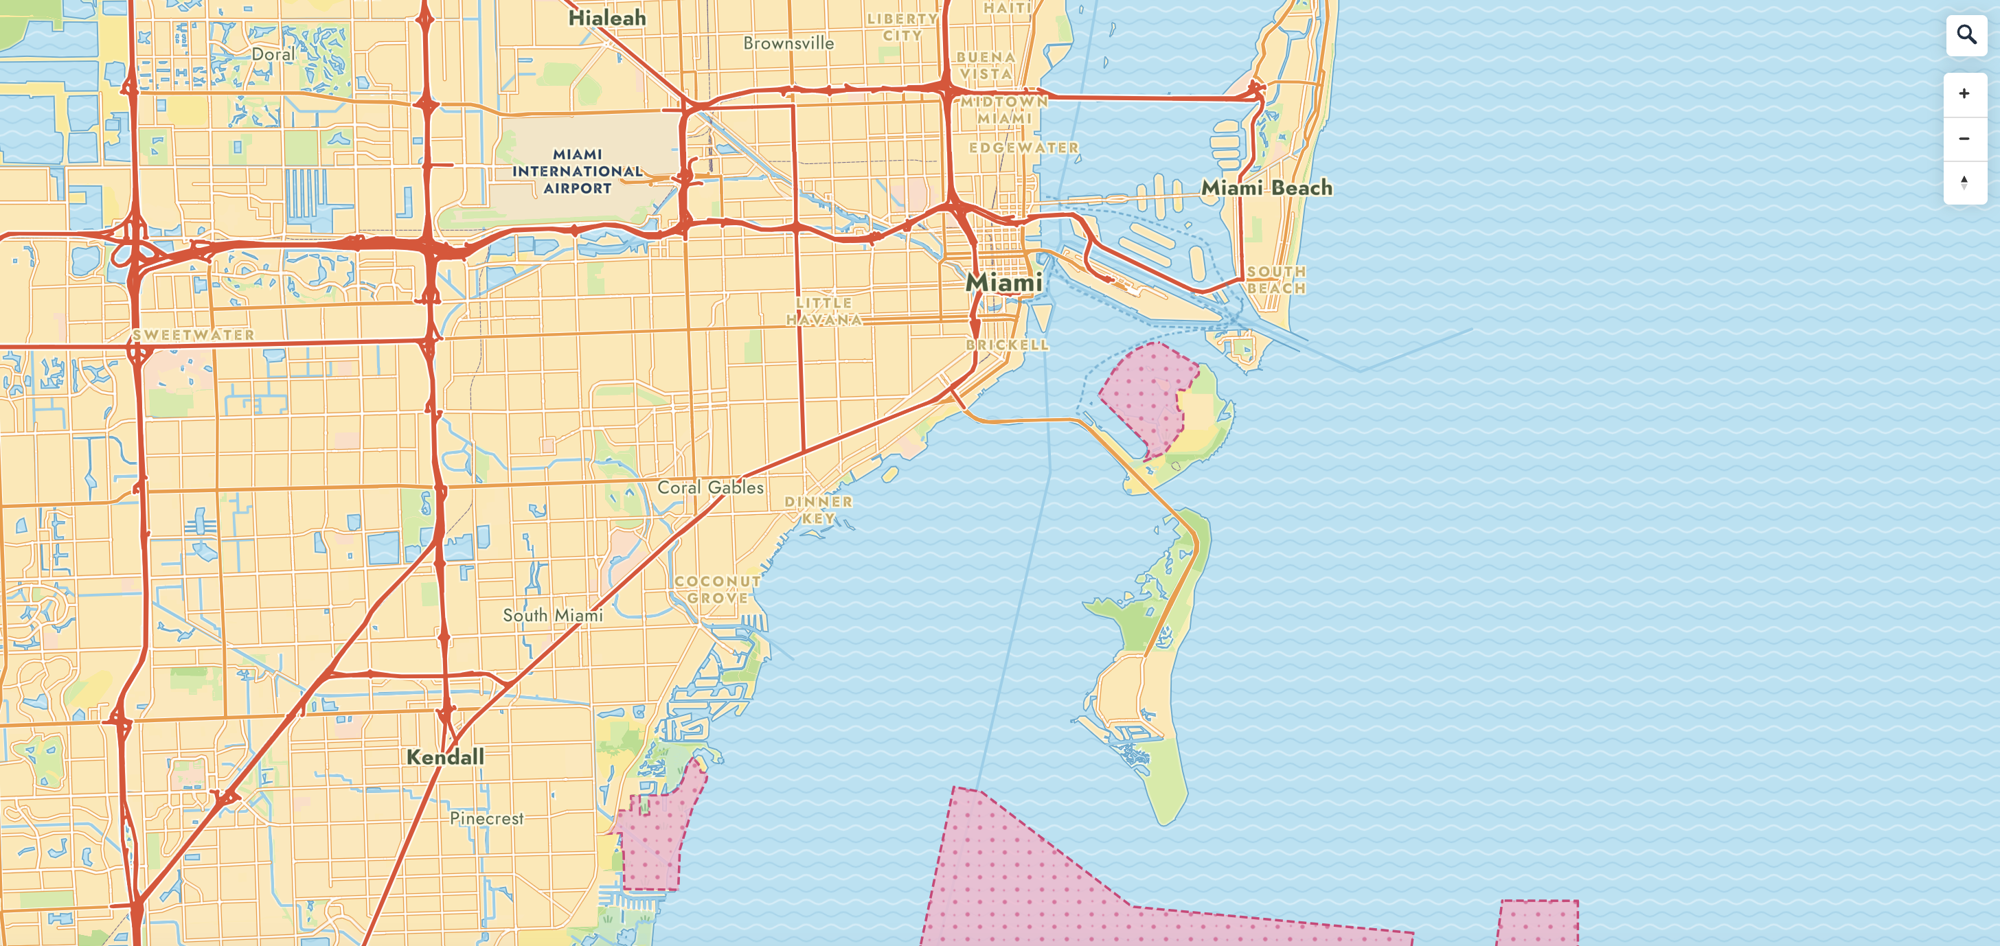 Hialeah
LIBERTY
CITY
HAITI
Brownsville
Doral
BUENA
VISTA
MIDTOWN
MIAMI
EDGEWATER
MIAMI
INTERNATIONAL
AIRPORT
Miami Beach
SOUTH
BEACH
Miami
LITTLE
HAVANA
SWEETWATER
BRICKELL
Coral Gables
DINNER
KEY
COCONUT
GROVE
South Miami
Kendall
Pinecrest
+
−